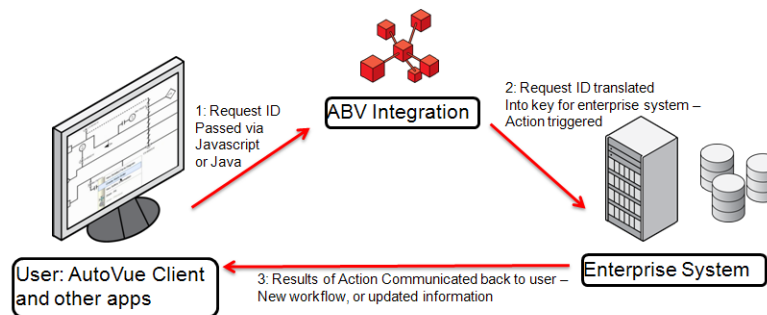 1: Request ID
Passed via
Javascript
or Java
ABV Integration
2: Request ID translated
Into key for enterprise system –
Action triggered
User: AutoVue Client
and other apps
3: Results of Action Communicated back to user –
New workflow, or updated information
Enterprise System